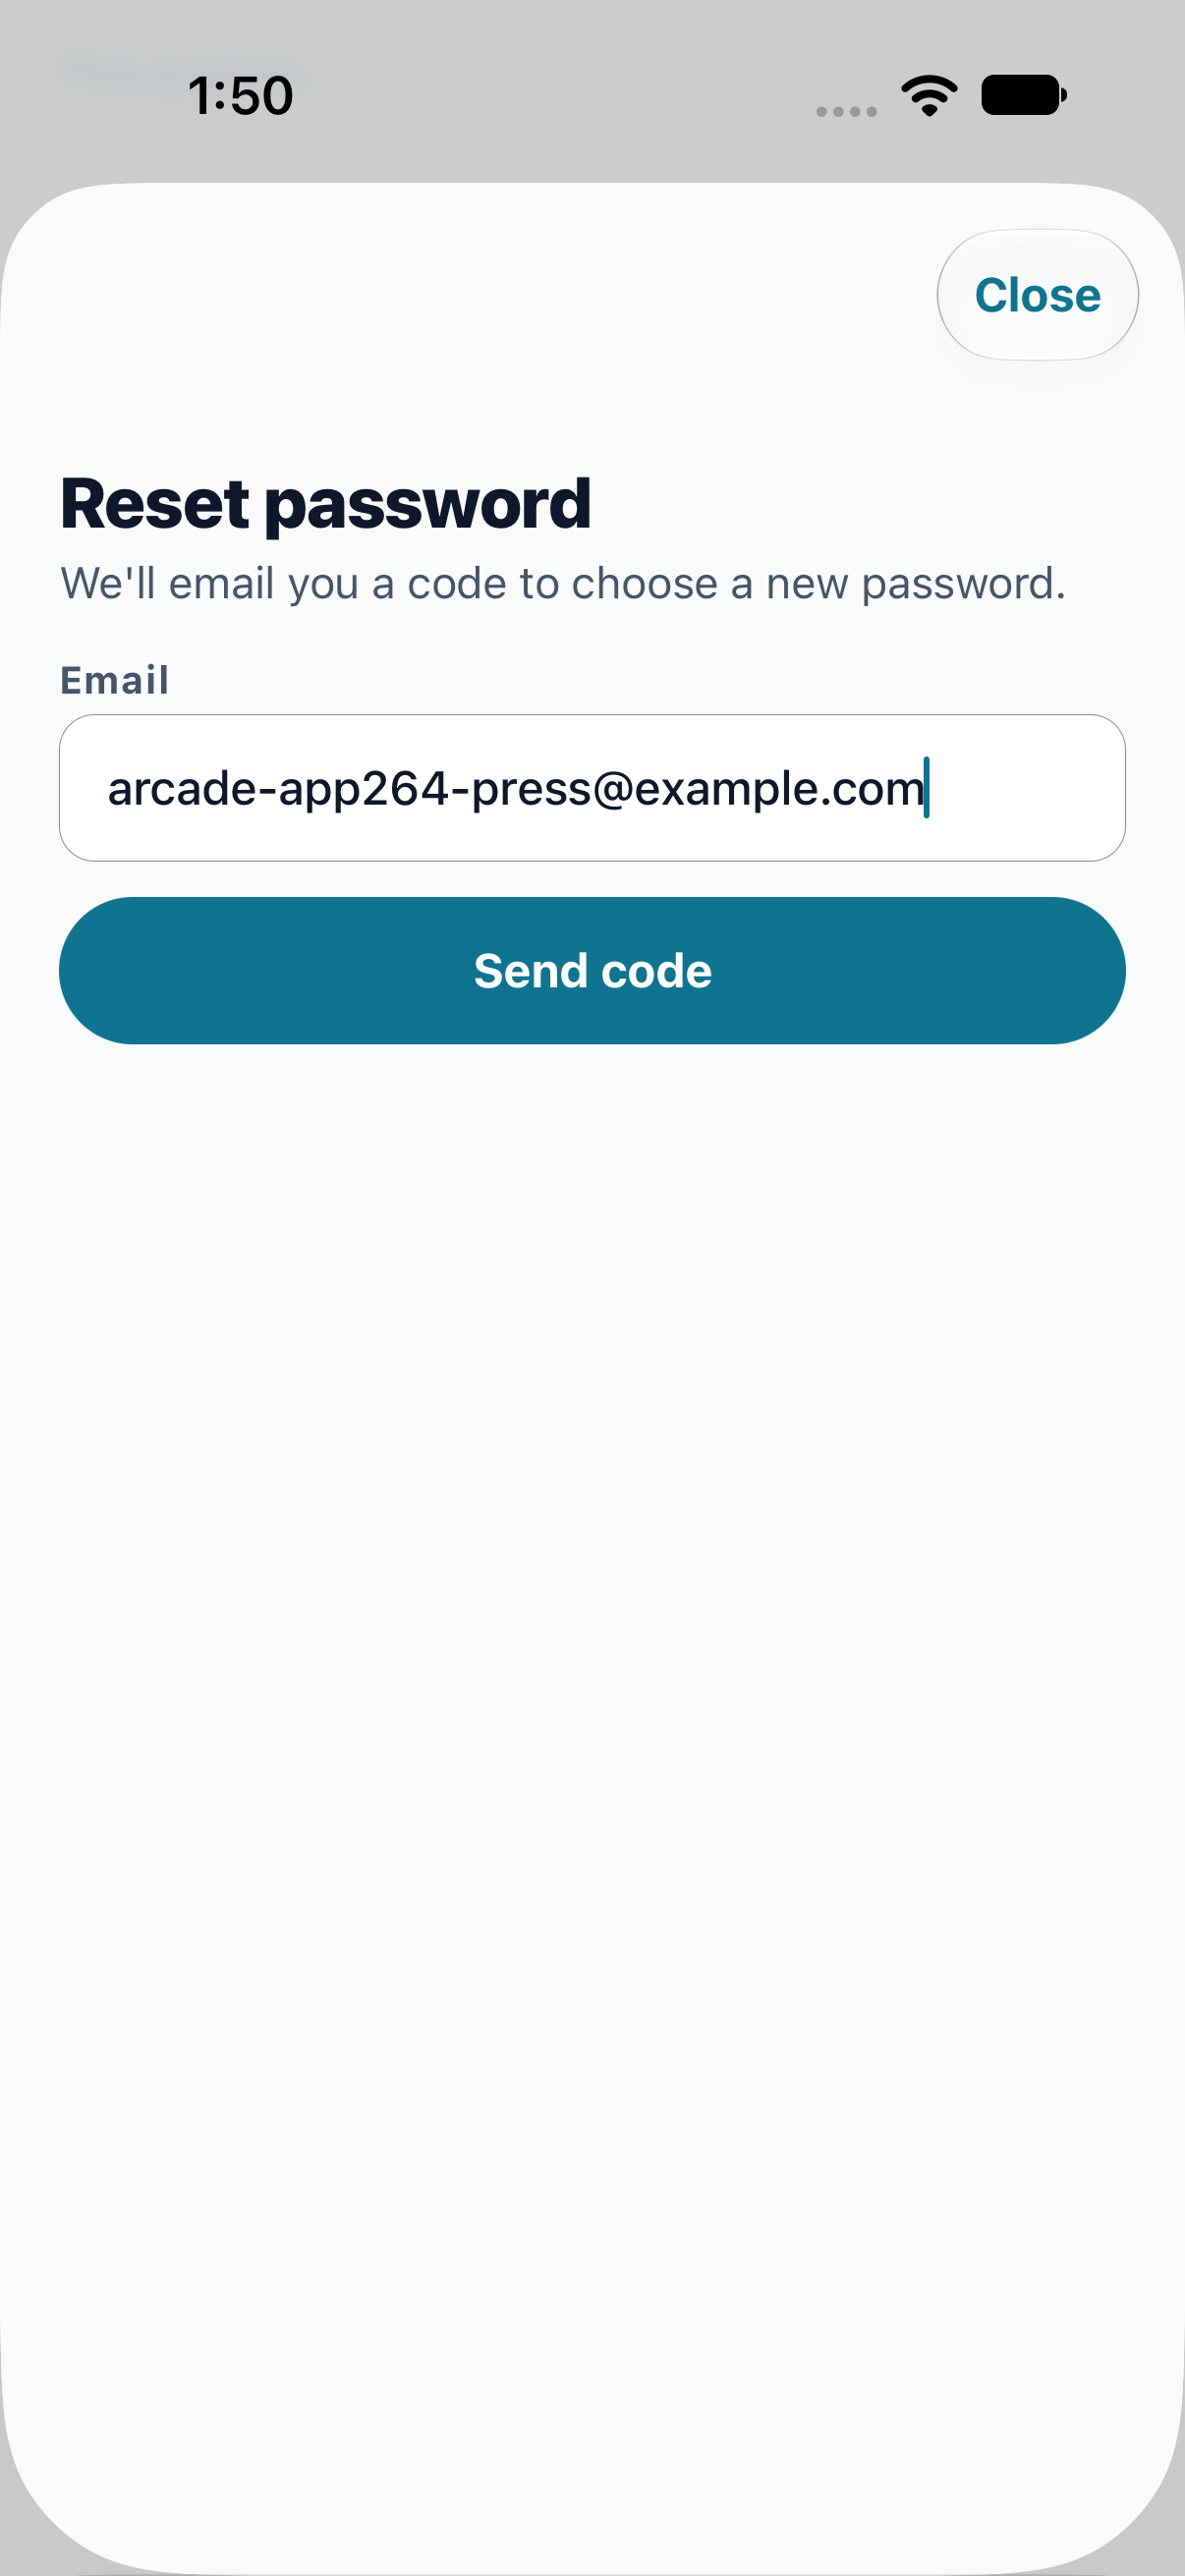 1:50
Close
Reset password
We'll email you a code to choose a new password.
Email
arcade-app264-press@example.com
Send code